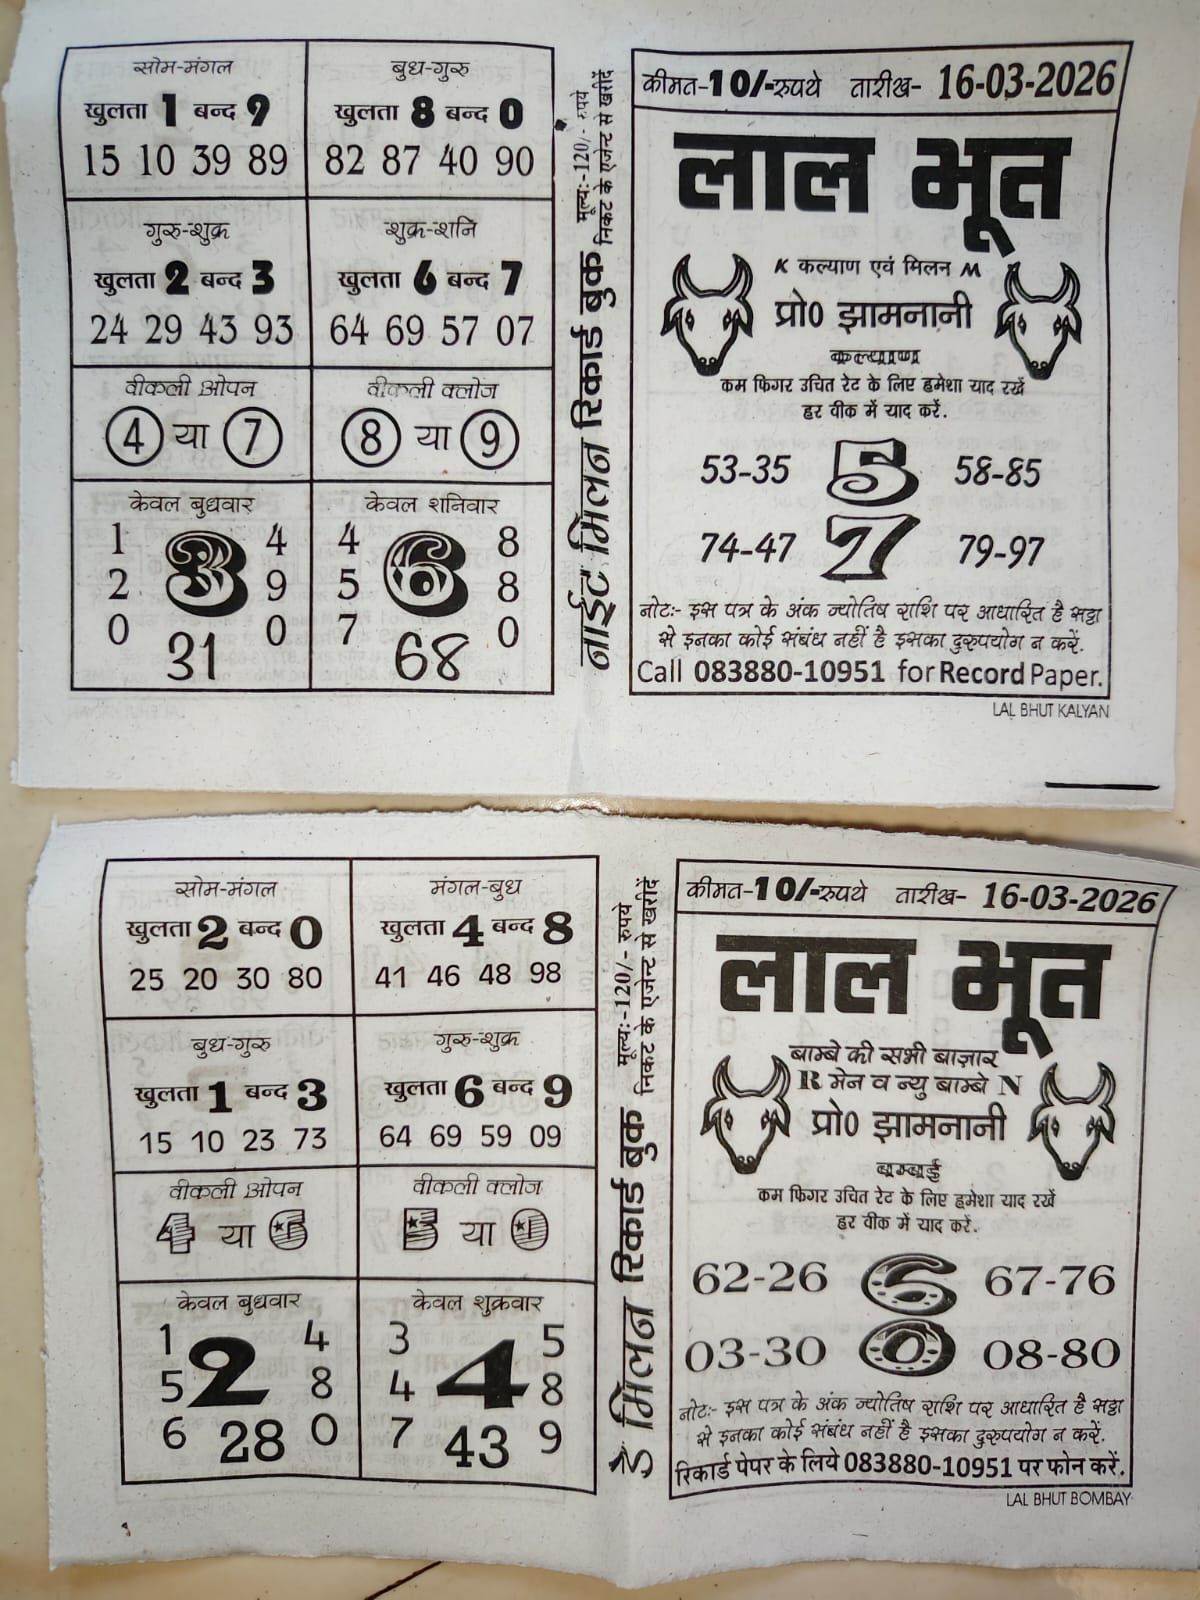 सोम-मंगल
खुलता 1 बन्द 9
15 10 39 89
बुध-गुरु
खुलता 8 बन्द 0
82 87 40 90
गुरु-शुक्र
खुलता 2 बन्द 3
24 29 43 93
शुक्र-शनि
खुलता 6 बन्द 7
64 69 57 07
वीकली ओपन
4 या 7
वीकली क्लोज
8 या 9
केवल बुधवार
1 4
2 3 9
0 0
31
केवल शनिवार
4 8
5 6 8
7 0
68
नाईट मिलन रिकार्ड बुक
मूल्य:-120/- रुपये
निकट के एजेन्ट से खरीदें
कीमत-10/-रुपये तारीख- 16-03-2026
लाल भूत
K कल्याण एवं मिलन M
प्रो0 झामनानी
कल्याण
कम फिगर उचित रेट के लिए हमेशा याद रखें
हर वीक में याद करें.
53-35 5 58-85
74-47 7 79-97
नोटः- इस पत्र के अंक ज्योतिष राशि पर आधारित है सट्टा
से इनका कोई संबंध नहीं है इसका दुरुपयोग न करें.
Call 083880-10951 for Record Paper.
LAL BHUT KALYAN
सोम-मंगल
खुलता 2 बन्द 0
25 20 30 80
मंगल-बुध
खुलता 4 बन्द 8
41 46 48 98
बुध-गुरु
खुलता 1 बन्द 3
15 10 23 73
गुरु-शुक्र
खुलता 6 बन्द 9
64 69 59 09
वीकली ओपन
4 या 6
वीकली क्लोज
या
केवल बुधवार
1 4
5 2 8
6 28 0
केवल शुक्रवार
3 5
4 4 8
7 43 9
डे मिलन रिकार्ड बुक
मूल्य:-120/- रुपये
निकट के एजेन्ट से खरीदें
कीमत-10/-रुपये तारीख- 16-03-2026
लाल भूत
बाम्बे की सभी बाज़ार
R मेन व न्यु बाम्बे N
प्रो0 झामनानी
बाम्बई
कम फिगर उचित रेट के लिए हमेशा याद रखें
हर वीक में याद करें.
62-26 6 67-76
03-30 0 08-80
नोटः- इस पत्र के अंक ज्योतिष राशि पर आधारित है सट्टा
से इनका कोई संबंध नहीं है इसका दुरुपयोग न करें.
रिकार्ड पेपर के लिये 083880-10951 पर फोन करें.
LAL BHUT BOMBAY